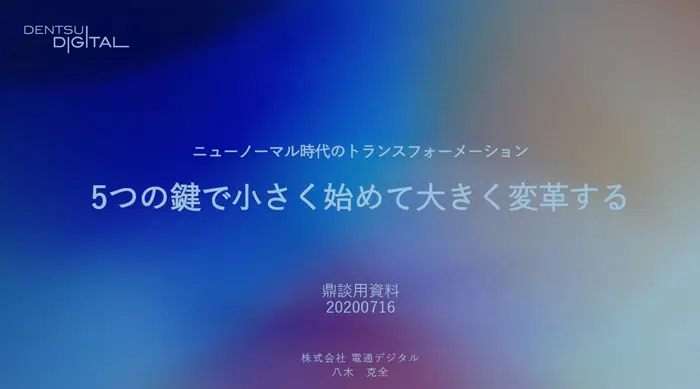 DENTSU
DIGITAL
ニューノーマル時代のトランスフォーメーション
5つの鍵で小さく始めて大きく変革する
鼎談用資料
20200716
株式会社 電通デジタル
八木　克全